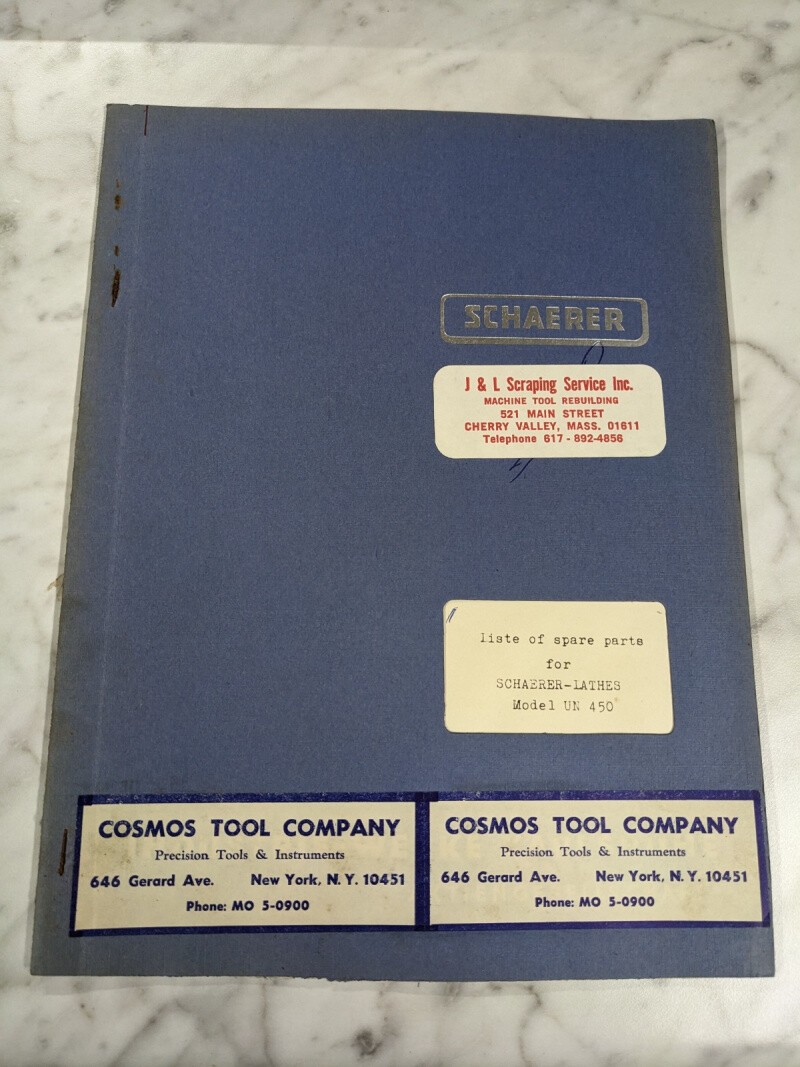 SCHAERER
J & L Scraping Service Inc.
MACHINE TOOL REBUILDING
521 MAIN STREET
CHERRY VALLEY, MASS. 01611
Telephone 617 - 892-4856
liste of spare parts
for
SCHAERER-LATHES
Model UN 450
COSMOS TOOL COMPANY
Precision Tools & Instruments
646 Gerard Ave. New York, N. Y. 10451
Phone: MO 5-0900
COSMOS TOOL COMPANY
Precision Tools & Instruments
646 Gerard Ave. New York, N. Y. 10451
Phone: MO 5-0900